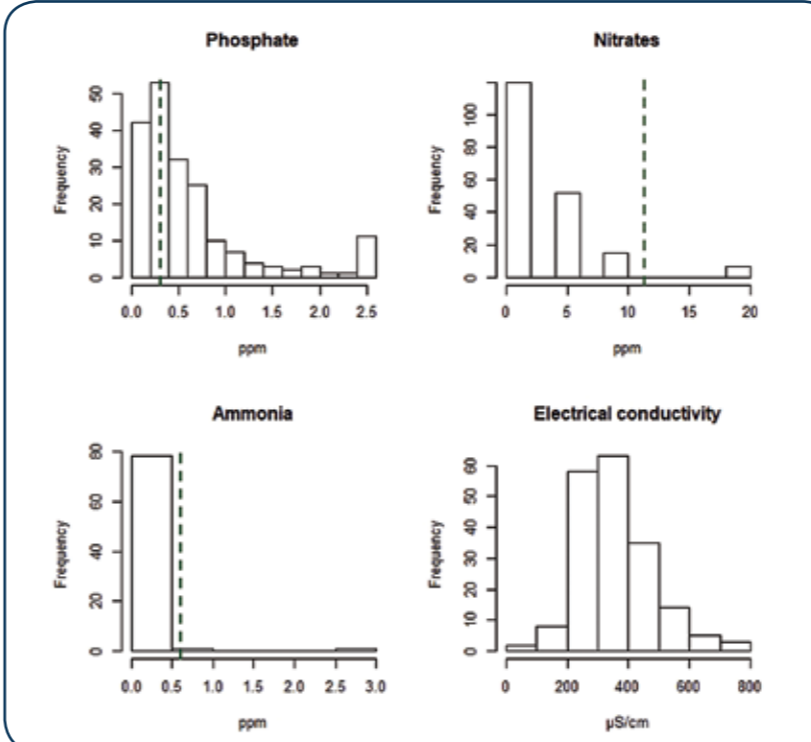 Phosphate
Frequency
0 10 20 30 40 50
0.0 0.5 1.0 1.5 2.0 2.5
ppm
Nitrates
Frequency
0 20 40 60 80 100
0 5 10 15 20
ppm
Ammonia
Frequency
0 20 40 60 80
0.0 0.5 1.0 1.5 2.0 2.5 3.0
ppm
Electrical conductivity
Frequency
0 10 20 30 40 50 60
0 200 400 600 800
µS/cm